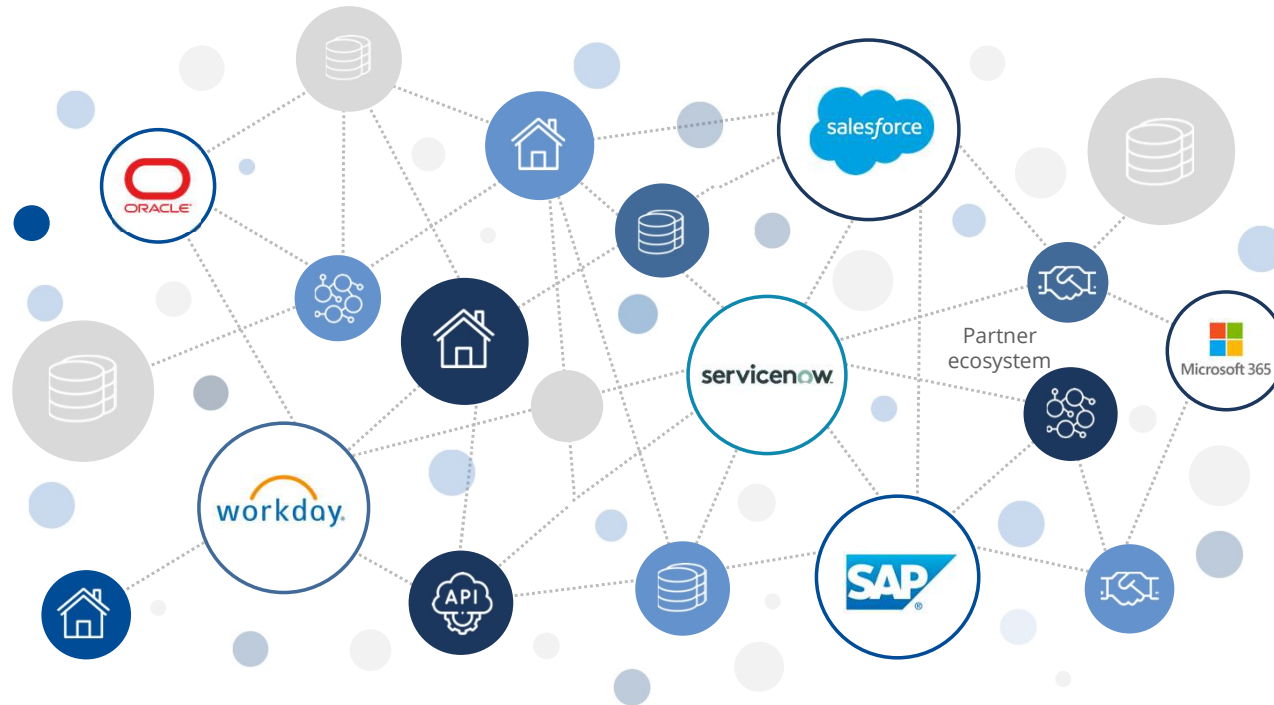 salesforce
ORACLE
Partner
ecosystem
Microsoft 365
servicenow
workday
API
SAP